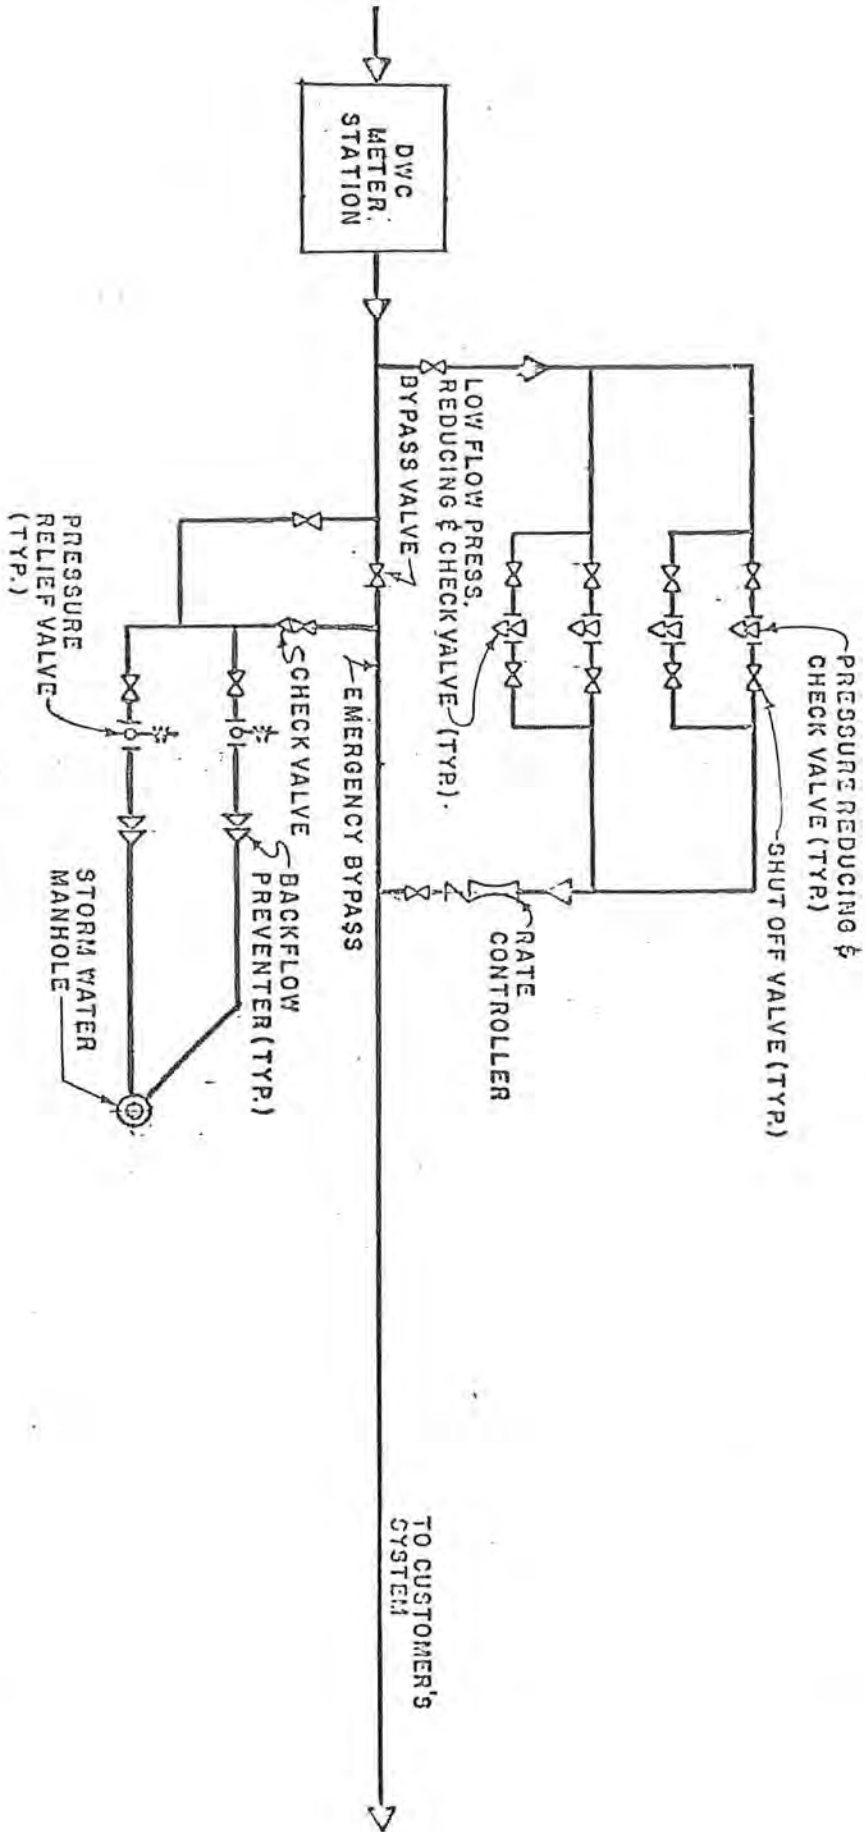 DWC
METER
STATION
PRESSURE REDUCING &
CHECK VALVE (TYP.)
SHUT OFF VALVE (TYP.)
LOW FLOW PRESS.
REDUCING & CHECK VALVE (TYP.).
BYPASS VALVE
RATE
CONTROLLER
EMERGENCY BYPASS
CHECK VALVE
BACKFLOW
PREVENTER (TYP.)
PRESSURE
RELIEF VALVE
(TYP.)
STORM WATER
MANHOLE
TO CUSTOMER'S
SYSTEM